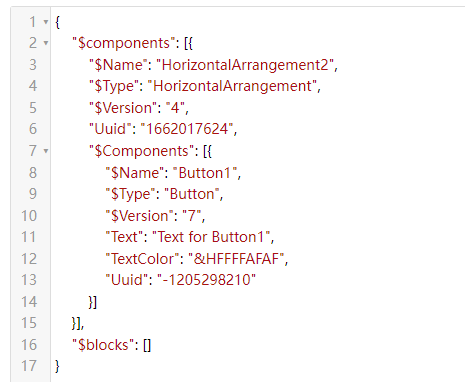 1 {
2 "$components": [{
3 "$Name": "HorizontalArrangement2",
4 "$Type": "HorizontalArrangement",
5 "$Version": "4",
6 "Uuid": "1662017624",
7 "$Components": [{
8 "$Name": "Button1",
9 "$Type": "Button",
10 "$Version": "7",
11 "Text": "Text for Button1",
12 "TextColor": "&HFFFFAFAF",
13 "Uuid": "-1205298210"
14 }]
15 }],
16 "$blocks": []
17 }